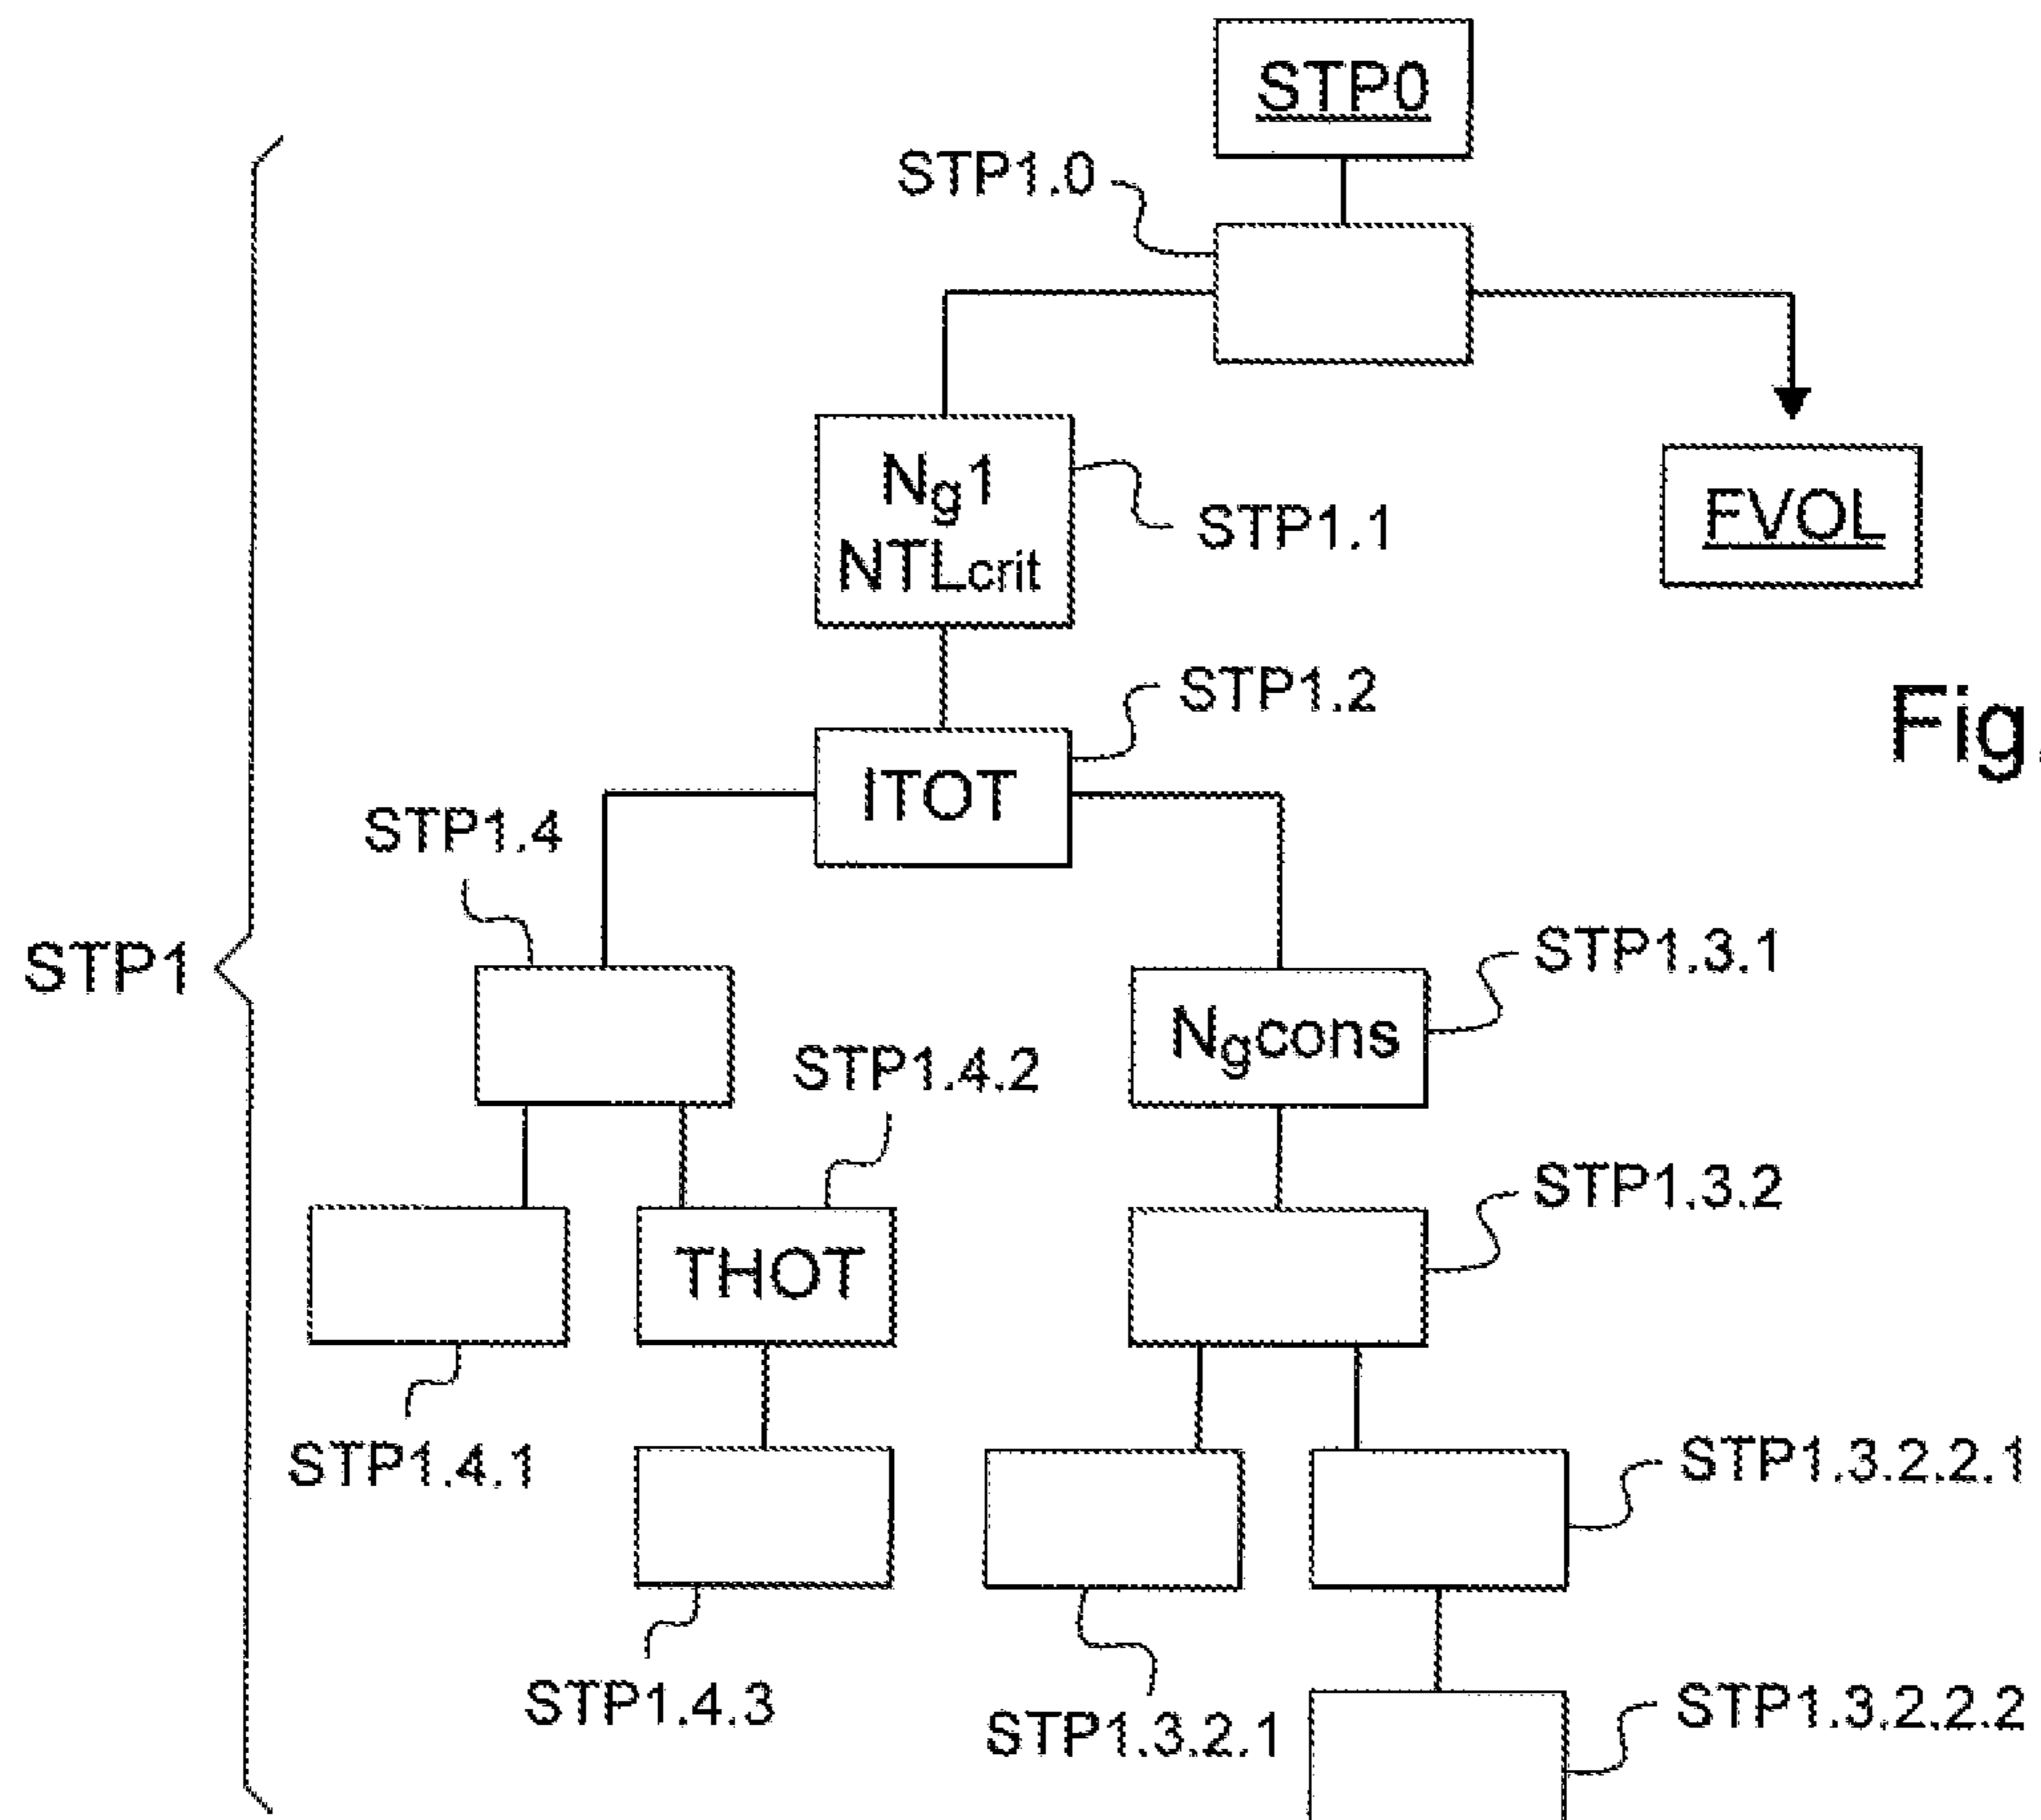 STP0
STP1.0
Ng1
NTLcrit
STP1.1
FVOL
STP1.2
Fig.
ITOT
STP1.4
STP1.3.1
STP1
Ngcons
STP1.4.2
STP1.3.2
THOT
STP1.4.1
STP1.3.2.2.1
STP1.4.3
STP1.3.2.1
STP1.3.2.2.2